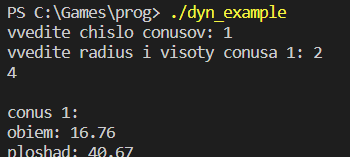 PS C:\Games\prog> ./dyn_example
vvedite chislo conusov: 1
vvedite radius i visoty conusa 1: 2
4
conus 1:
obiem: 16.76
ploshad: 40.67